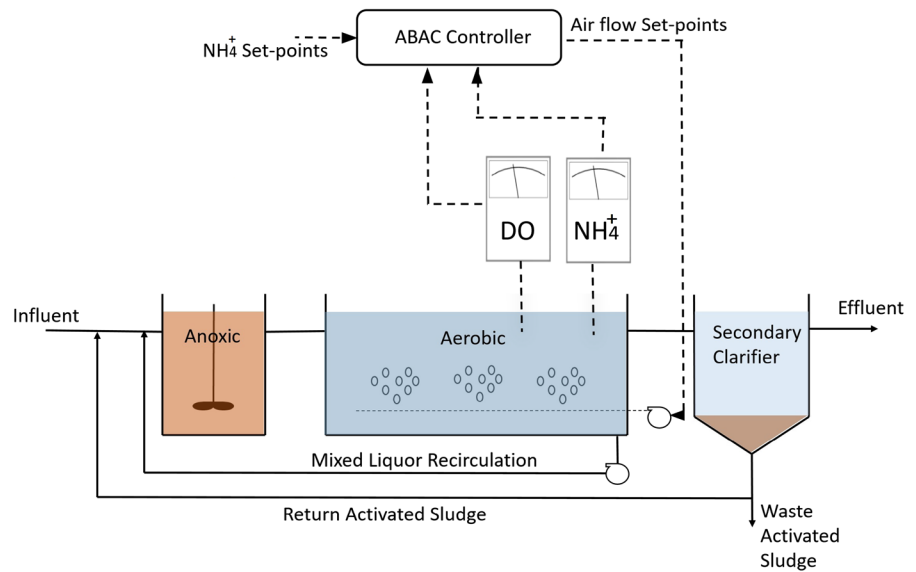 Air flow Set-points
ABAC Controller
NH₄⁺ Set-points
DO
NH₄⁺
Influent
Effluent
Anoxic
Aerobic
Secondary
Clarifier
Mixed Liquor Recirculation
Return Activated Sludge
Waste
Activated
Sludge